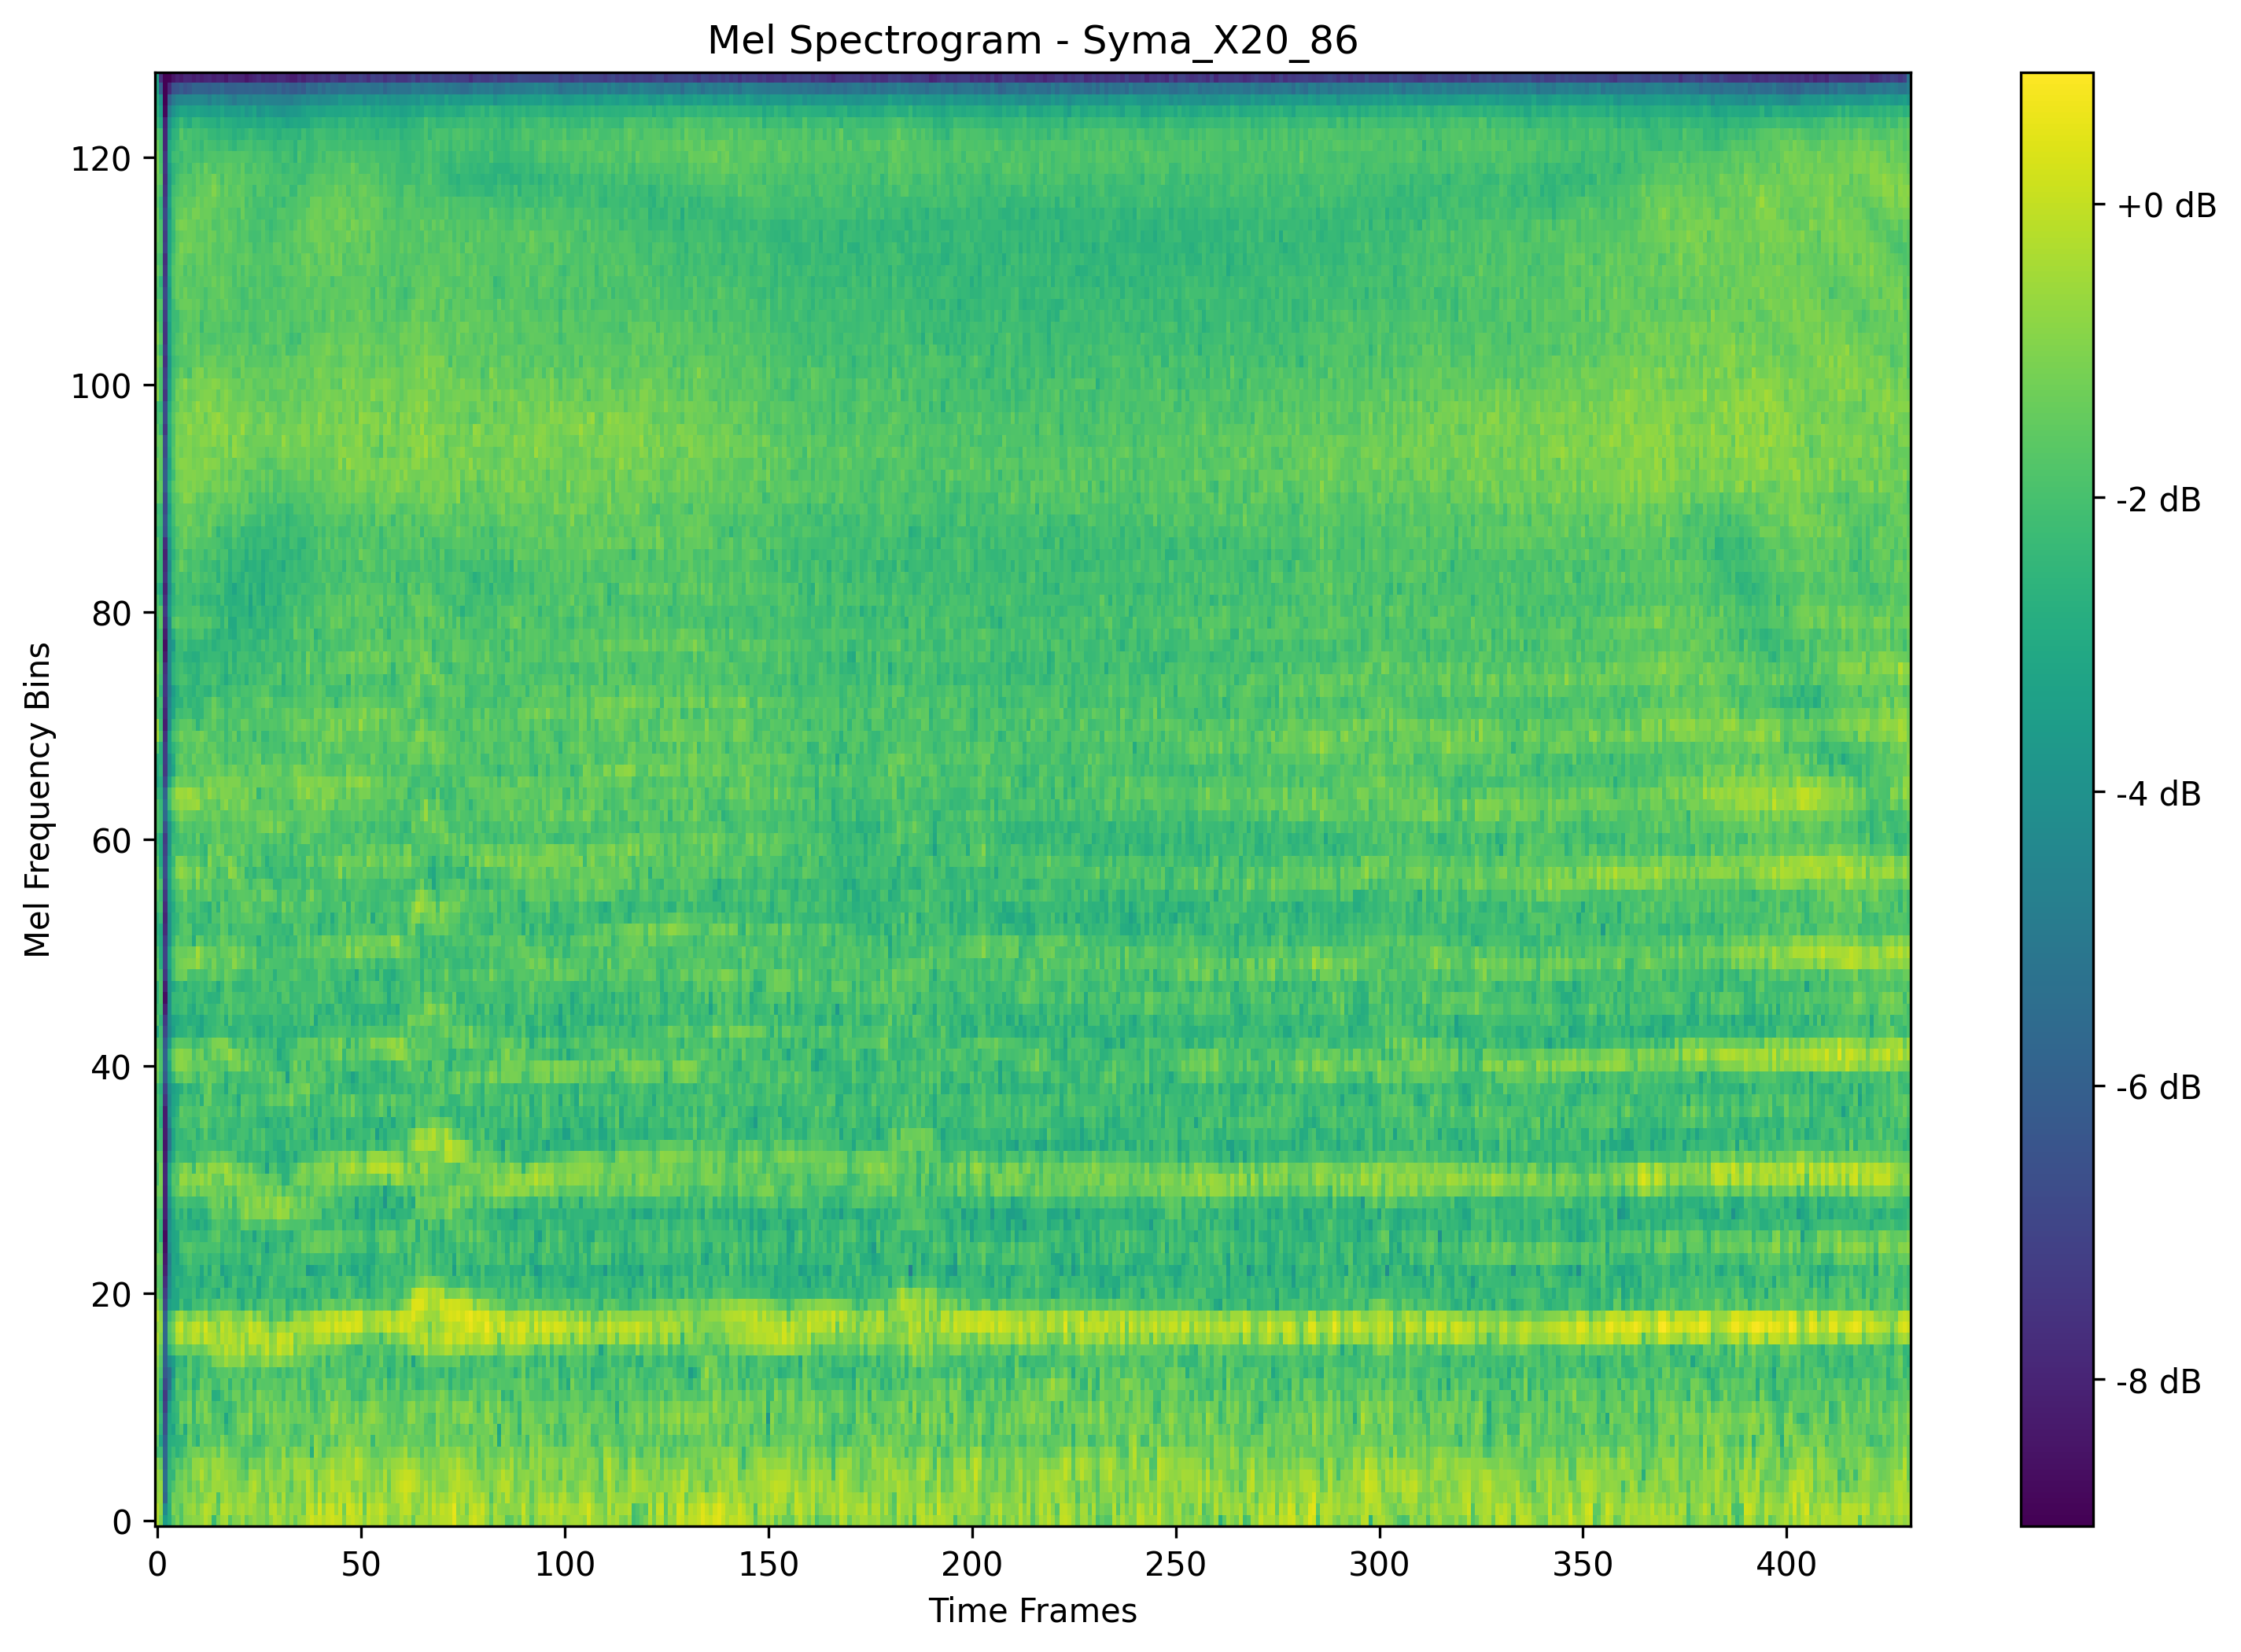 Mel Spectrogram - Syma_X20_86
Mel Frequency Bins
120
100
80
60
40
20
0
0 50 100 150 200 250 300 350 400
Time Frames
+0 dB
-2 dB
-4 dB
-6 dB
-8 dB